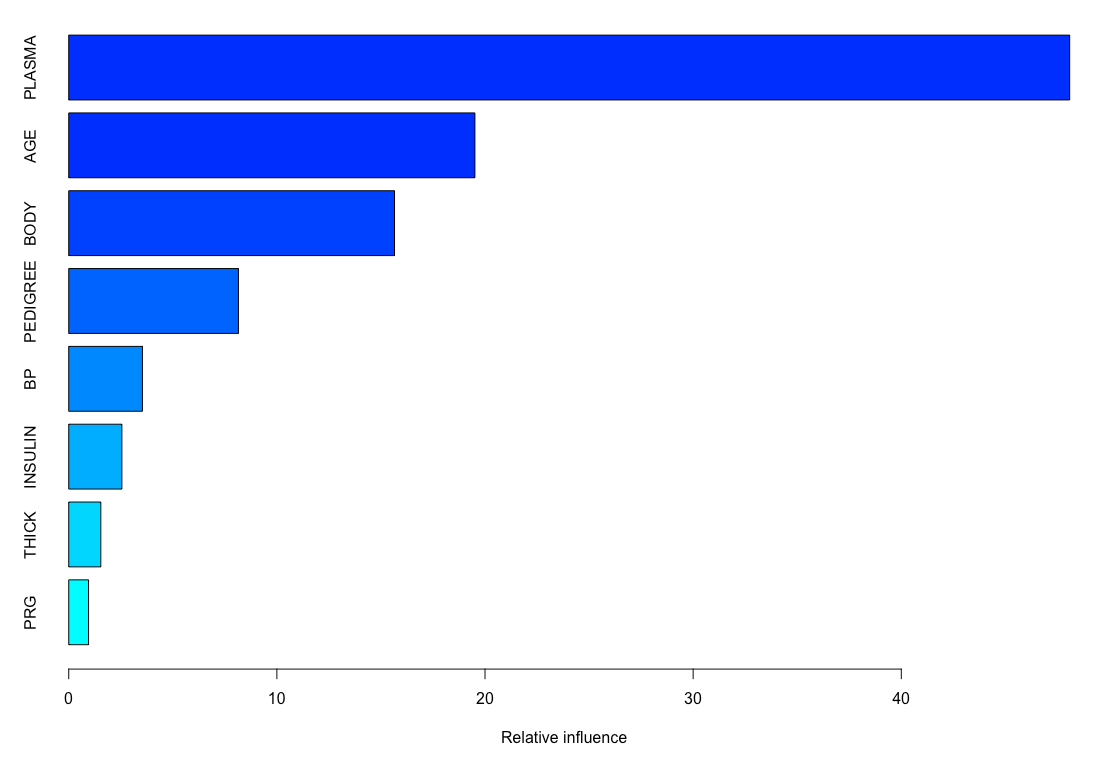 PLASMA
AGE
BODY
PEDIGREE
BP
INSULIN
THICK
PRG
0 10 20 30 40
Relative influence